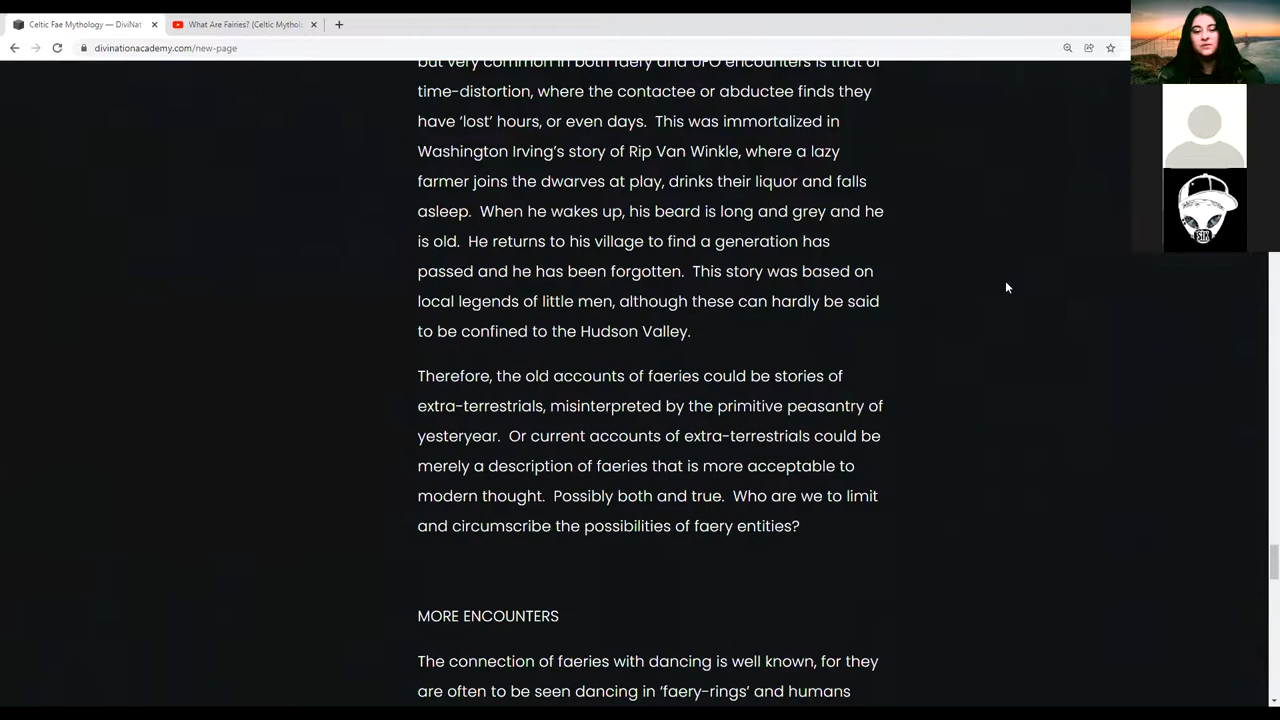 Celtic Fae Mythology — DiviNat
What Are Fairies? (Celtic Mytholo
divinationacademy.com/new-page
but very common in both faery and UFO encounters is that of
time-distortion, where the contactee or abductee finds they
have ‘lost’ hours, or even days.  This was immortalized in
Washington Irving’s story of Rip Van Winkle, where a lazy
farmer joins the dwarves at play, drinks their liquor and falls
asleep.  When he wakes up, his beard is long and grey and he
is old.  He returns to his village to find a generation has
passed and he has been forgotten.  This story was based on
local legends of little men, although these can hardly be said
to be confined to the Hudson Valley.
Therefore, the old accounts of faeries could be stories of
extra-terrestrials, misinterpreted by the primitive peasantry of
yesteryear.  Or current accounts of extra-terrestrials could be
merely a description of faeries that is more acceptable to
modern thought.  Possibly both and true.  Who are we to limit
and circumscribe the possibilities of faery entities?
MORE ENCOUNTERS
The connection of faeries with dancing is well known, for they
are often to be seen dancing in ‘faery-rings’ and humans